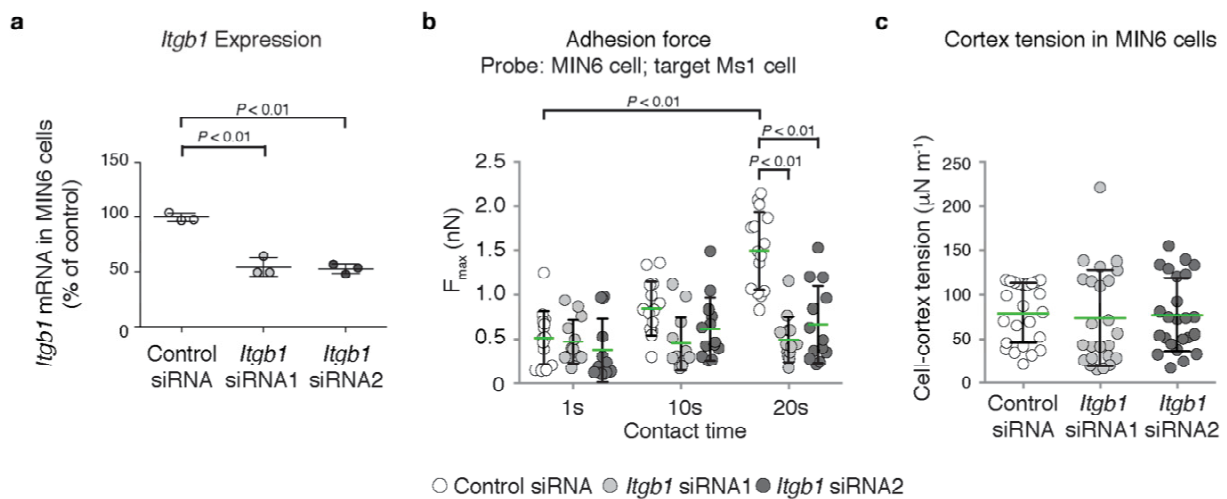 a
Itgb1 Expression
P < 0.01
P < 0.01
Itgb1 mRNA in MIN6 cells
(% of control)
150
100
50
0
Control
siRNA
Itgb1
siRNA1
Itgb1
siRNA2
b
Adhesion force
Probe: MIN6 cell; target Ms1 cell
P < 0.01
P < 0.01
P < 0.01
Fmax (nN)
2.5
2.0
1.5
1.0
0.5
0
1s
10s
20s
Contact time
c
Cortex tension in MIN6 cells
Cell-cortex tension (µN m-1)
250
200
150
100
50
0
Control
siRNA
Itgb1
siRNA1
Itgb1
siRNA2
Control siRNA Itgb1 siRNA1 Itgb1 siRNA2